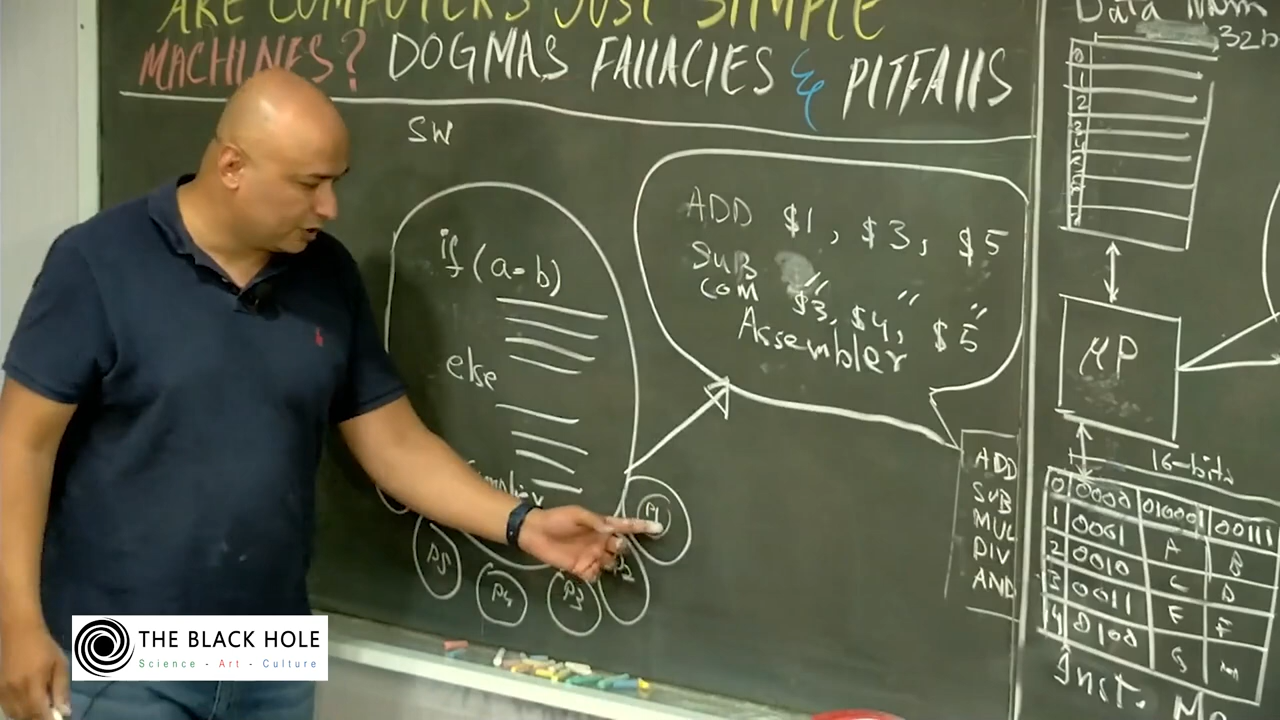 ARE COMPUTERS JUST SIMPLE
MACHINES? DOGMAS FALLACIES & PITFALLS
SW
if (a=b)
else
P1
P2
P3
P4
P5
ADD $1, $3, $5
SUB " " "
COM $3, $4, $5
Assembler
ADD
SUB
MUL
DIV
AND
Data
32b
0
1
2
3
μP
16-bits
0 0000 010001 00111
1 0001 A B
2 0010 C D
3 0011 E F
4 0100 G
Inst.
THE BLACK HOLE
Science - Art - Culture